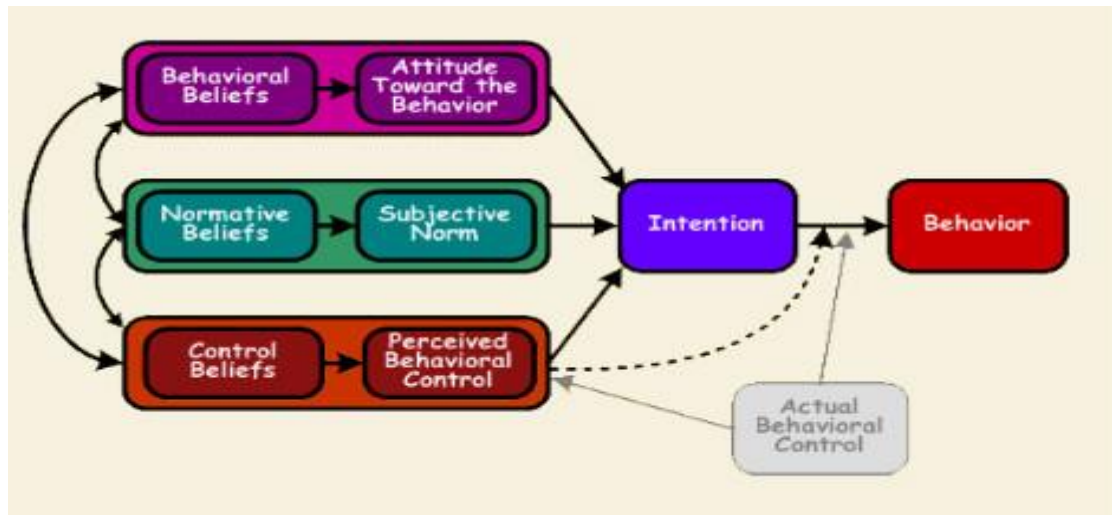 Behavioral
Beliefs
Attitude
Toward the
Behavior
Normative
Beliefs
Subjective
Norm
Intention
Behavior
Control
Beliefs
Perceived
Behavioral
Control
Actual
Behavioral
Control